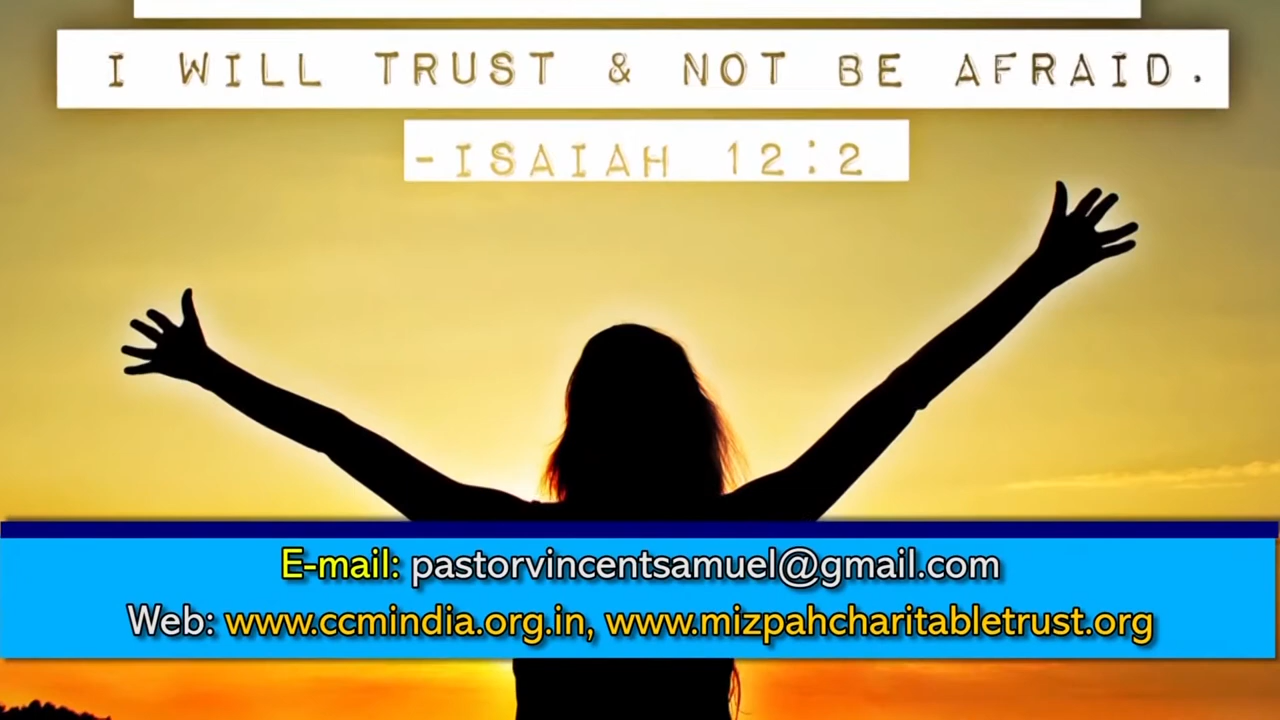 I WILL TRUST & NOT BE AFRAID.
-ISAIAH 12:2
E-mail: pastorvincentsamuel@gmail.com
Web: www.ccmindia.org.in, www.mizpahcharitabletrust.org